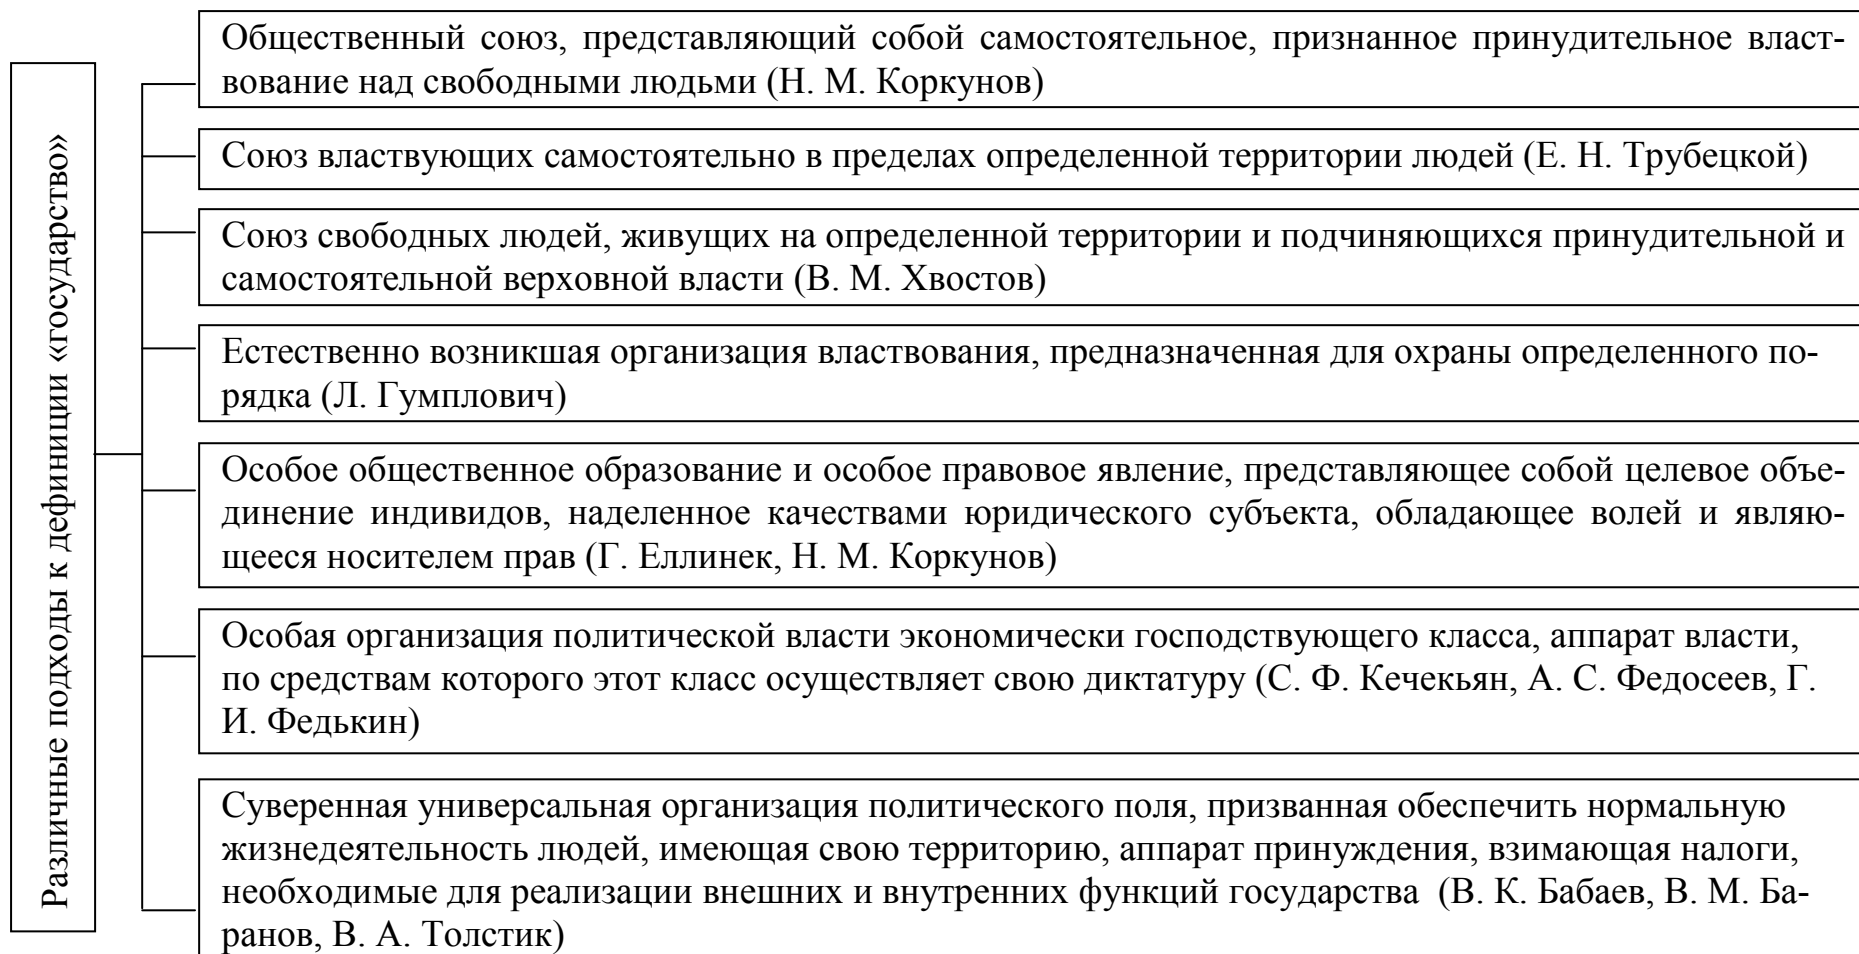 Различные подходы к дефиниции «государство»
Общественный союз, представляющий собой самостоятельное, признанное принудительное власт-
вование над свободными людьми (Н. М. Коркунов)
Союз властвующих самостоятельно в пределах определенной территории людей (Е. Н. Трубецкой)
Союз свободных людей, живущих на определенной территории и подчиняющихся принудительной и
самостоятельной верховной власти (В. М. Хвостов)
Естественно возникшая организация властвования, предназначенная для охраны определенного по-
рядка (Л. Гумплович)
Особое общественное образование и особое правовое явление, представляющее собой целевое объе-
динение индивидов, наделенное качествами юридического субъекта, обладающее волей и являю-
щееся носителем прав (Г. Еллинек, Н. М. Коркунов)
Особая организация политической власти экономически господствующего класса, аппарат власти,
по средствам которого этот класс осуществляет свою диктатуру (С. Ф. Кечекьян, А. С. Федосеев, Г.
И. Федькин)
Суверенная универсальная организация политического поля, призванная обеспечить нормальную
жизнедеятельность людей, имеющая свою территорию, аппарат принуждения, взимающая налоги,
необходимые для реализации внешних и внутренних функций государства (В. К. Бабаев, В. М. Ба-
ранов, В. А. Толстик)